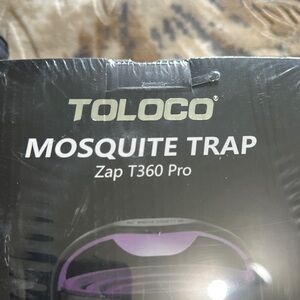 TOLOCO®
MOSQUITE TRAP
Zap T360 Pro